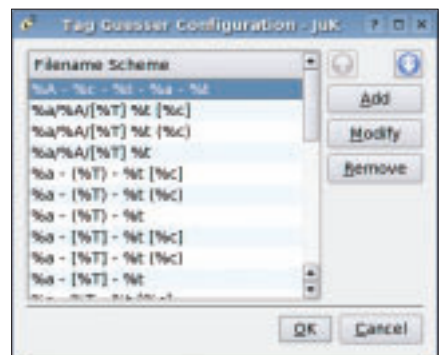 Tag Guesser Configuration - JuK
Filename Scheme
%A - %c - %t - %a - %t
%a/%A/[%T] %t [%c]
%a/%A/[%T] %t (%c)
%a/%A/[%T] %t
%a - (%T) - %t [%c]
%a - (%T) - %t (%c)
%a - (%T) - %t
%a - [%T] - %t [%c]
%a - [%T] - %t (%c)
%a - [%T] - %t
Add
Modify
Remove
OK
Cancel